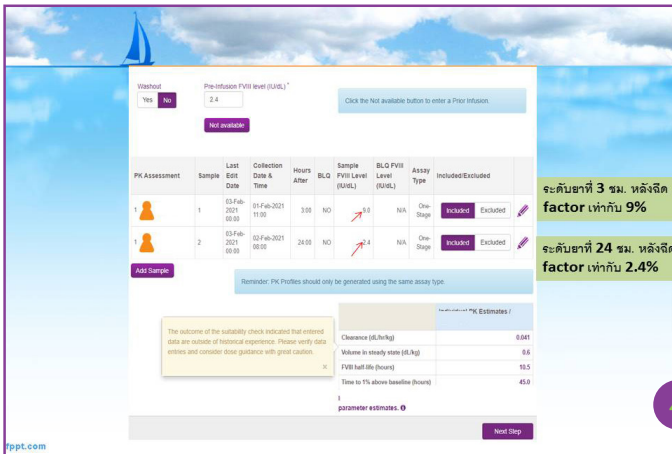 Washout
Pre-Infusion FVIII level (IU/dL) *
Yes No
2.4
Click the Not available button to enter a Prior Infusion.
Not available
PK Assessment
Sample
Last
Edit
Date
Collection
Date &
Time
Hours
After
BLQ
Sample
FVIII Level
(IU/dL)
BLQ FVIII
Level
(IU/dL)
Assay
Type
Included/Excluded
1
1
03-Feb-
2021
00:00
01-Feb-2021
11:00
3:00
NO
9.0
N/A
One-
Stage
Included Excluded
1
2
03-Feb-
2021
00:00
02-Feb-2021
08:00
24:00
NO
2.4
N/A
One-
Stage
Included Excluded
ระดับยาที่ 3 ชม. หลังฉีด
factor เท่ากับ 9%
ระดับยาที่ 24 ชม. หลังฉีด
factor เท่ากับ 2.4%
Add Sample
Reminder: PK Profiles should only be generated using the same assay type.
PK Estimates /
The outcome of the suitability check indicated that entered
data are outside of historical experience. Please verify data
entries and consider dose guidance with great caution.
×
Clearance (dL/hr/kg) 0.041
Volume in steady state (dL/kg) 0.6
FVIII half-life (hours) 10.5
Time to 1% above baseline (hours) 45.0
parameter estimates.
Next Step
fppt.com